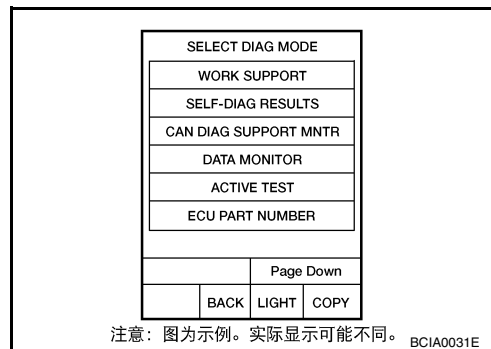 SELECT DIAG MODE
WORK SUPPORT
SELF-DIAG RESULTS
CAN DIAG SUPPORT MNTR
DATA MONITOR
ACTIVE TEST
ECU PART NUMBER
Page Down
BACK LIGHT COPY
注意：图为示例。实际显示可能不同。 BCIA0031E